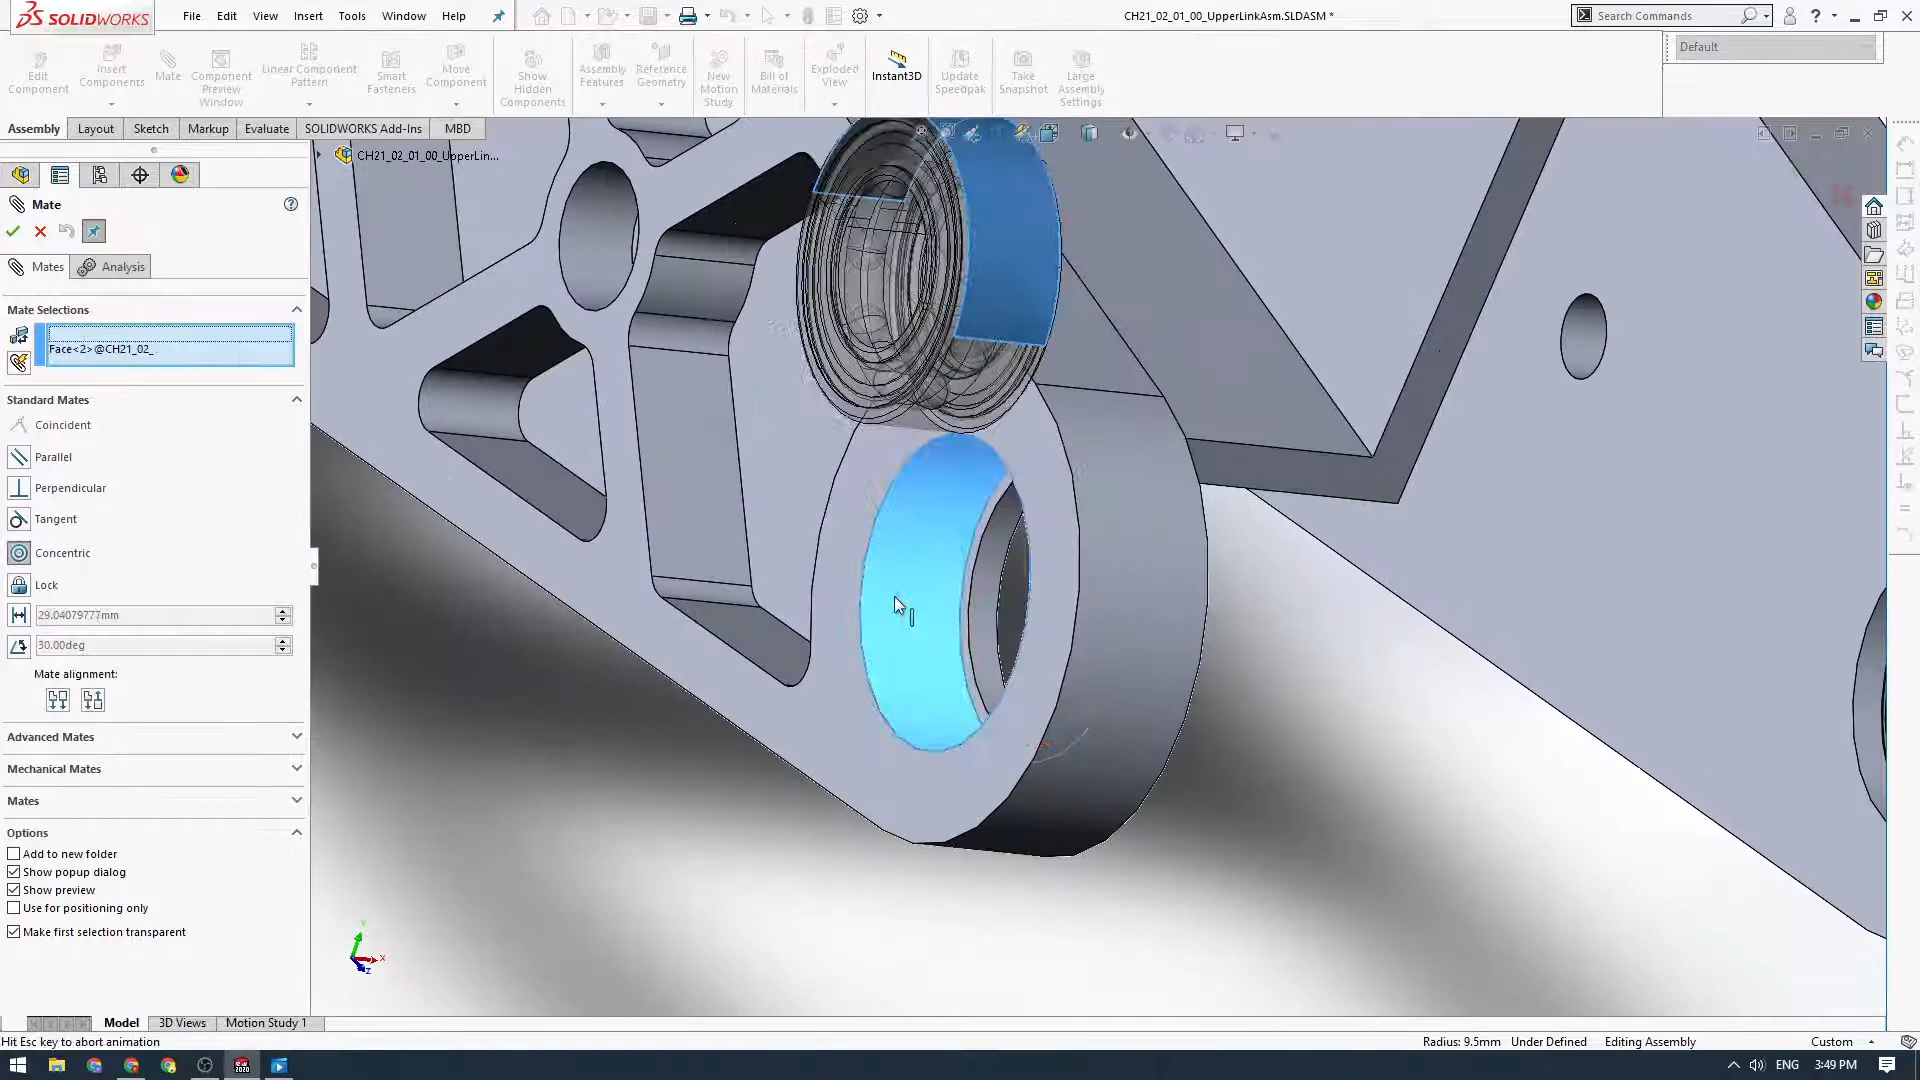 SOLIDWORKS
File Edit View Insert Tools Window Help
CH21_02_01_00_UpperLinkAsm.SLDASM *
Search Commands
Edit Component
Insert Components
Mate
Component Preview Window
Linear Component Pattern
Smart Fasteners
Move Component
Show Hidden Components
Assembly Features
Reference Geometry
New Motion Study
Bill of Materials
Exploded View
Instant3D
Update Speedpak
Take Snapshot
Large Assembly Settings
Default
Assembly Layout Sketch Markup Evaluate SOLIDWORKS Add-Ins MBD
CH21_02_01_00_UpperLin...
Mate
Mates Analysis
Mate Selections
Face<2>@CH21_02_
Standard Mates
Coincident
Parallel
Perpendicular
Tangent
Concentric
Lock
29.04079777mm
30.00deg
Mate alignment:
Advanced Mates
Mechanical Mates
Mates
Options
Add to new folder
Show popup dialog
Show preview
Use for positioning only
Make first selection transparent
Y
X
Z
Model 3D Views Motion Study 1
Hit Esc key to abort animation
Radius: 9.5mm Under Defined Editing Assembly Custom
ENG 3:49 PM